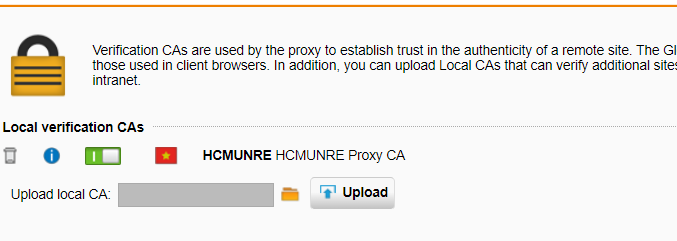 Verification CAs are used by the proxy to establish trust in the authenticity of a remote site. The Gl
those used in client browsers. In addition, you can upload Local CAs that can verify additional sites
intranet.
Local verification CAs
HCMUNRE HCMUNRE Proxy CA
Upload local CA:
Upload